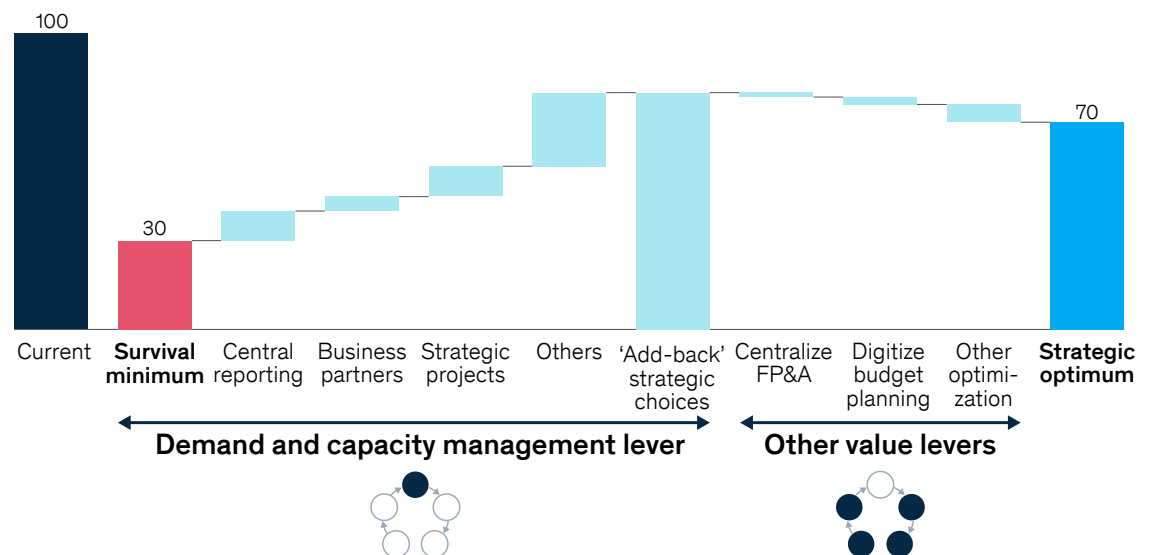 100
30
70
Current
Survival
minimum
Central
reporting
Business
partners
Strategic
projects
Others
‘Add-back’
strategic
choices
Centralize
FP&A
Digitize
budget
planning
Other
optimi-
zation
Strategic
optimum
Demand and capacity management lever
Other value levers